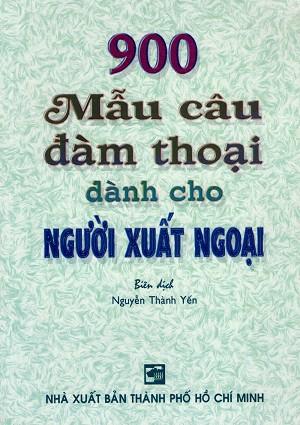 900
Mẫu câu
đàm thoại
dành cho
NGƯỜI XUẤT NGOẠI
Biên dịch
Nguyễn Thành Yến
NHÀ XUẤT BẢN THÀNH PHỐ HỒ CHÍ MINH